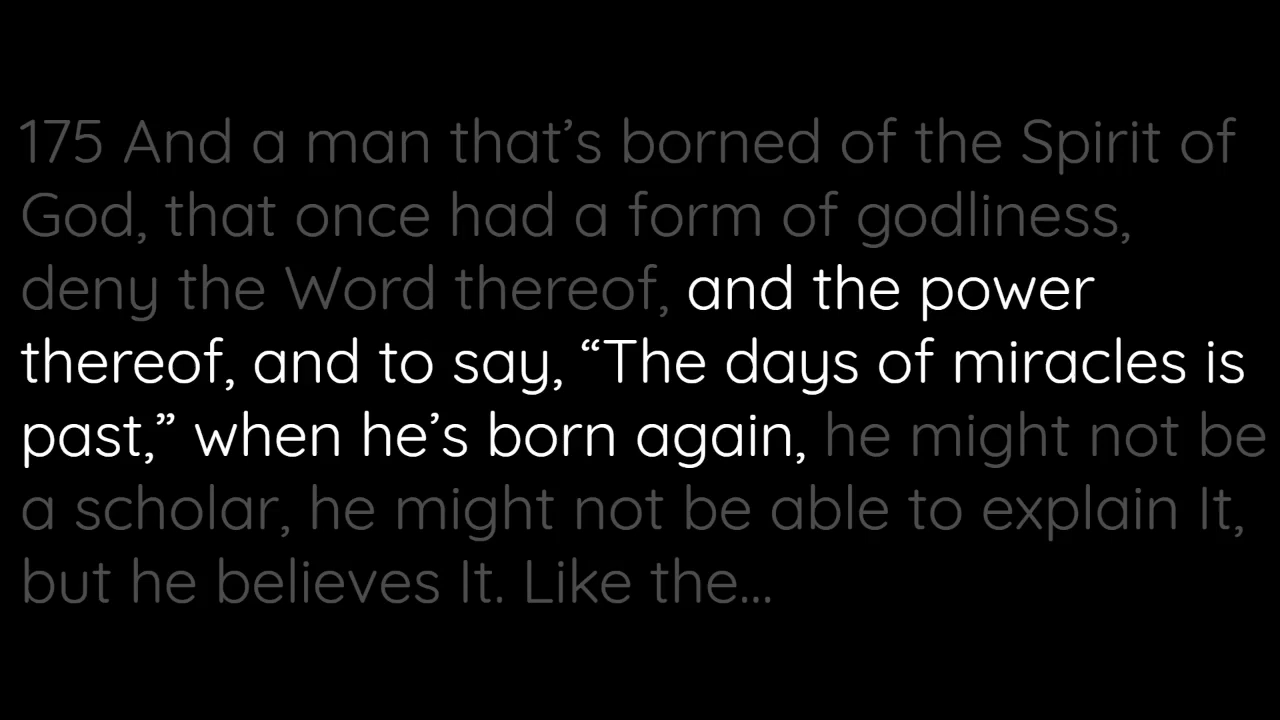 175 And a man that’s borned of the Spirit of
God, that once had a form of godliness,
deny the Word thereof, and the power
thereof, and to say, “The days of miracles is
past,” when he’s born again, he might not be
a scholar, he might not be able to explain It,
but he believes It. Like the...